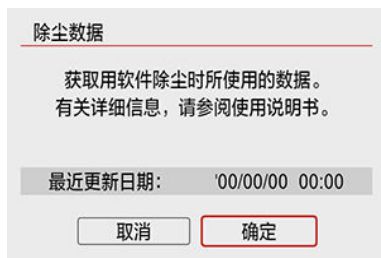 除尘数据
获取用软件除尘时所使用的数据。
有关详细信息，请参阅使用说明书。
最近更新日期： '00/00/00 00:00
取消 确定